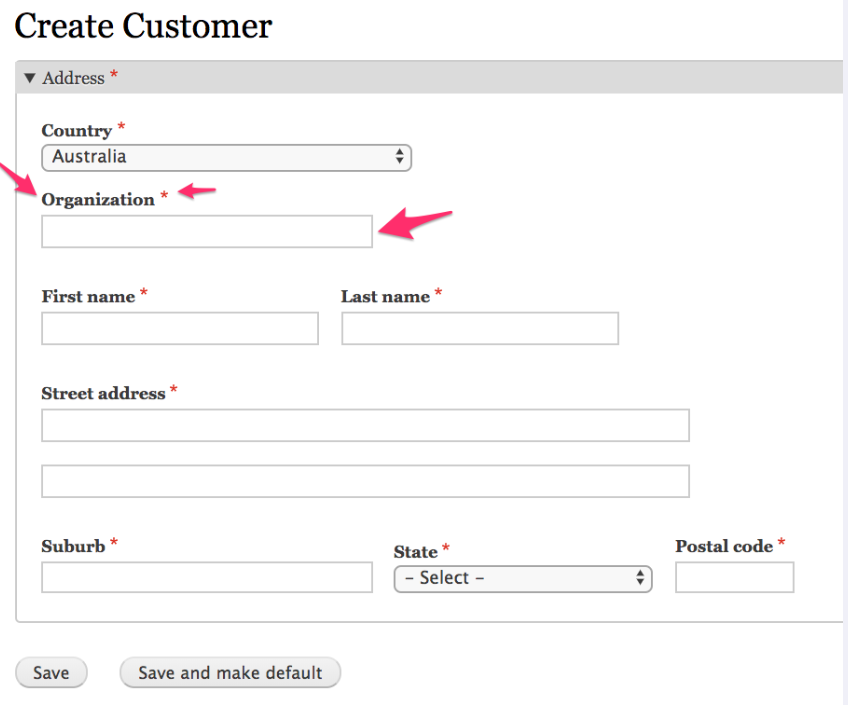 Create Customer
▼ Address *
Country *
Australia
Organization *
First name * Last name *
Street address *
Suburb * State * Postal code *
– Select –
Save Save and make default